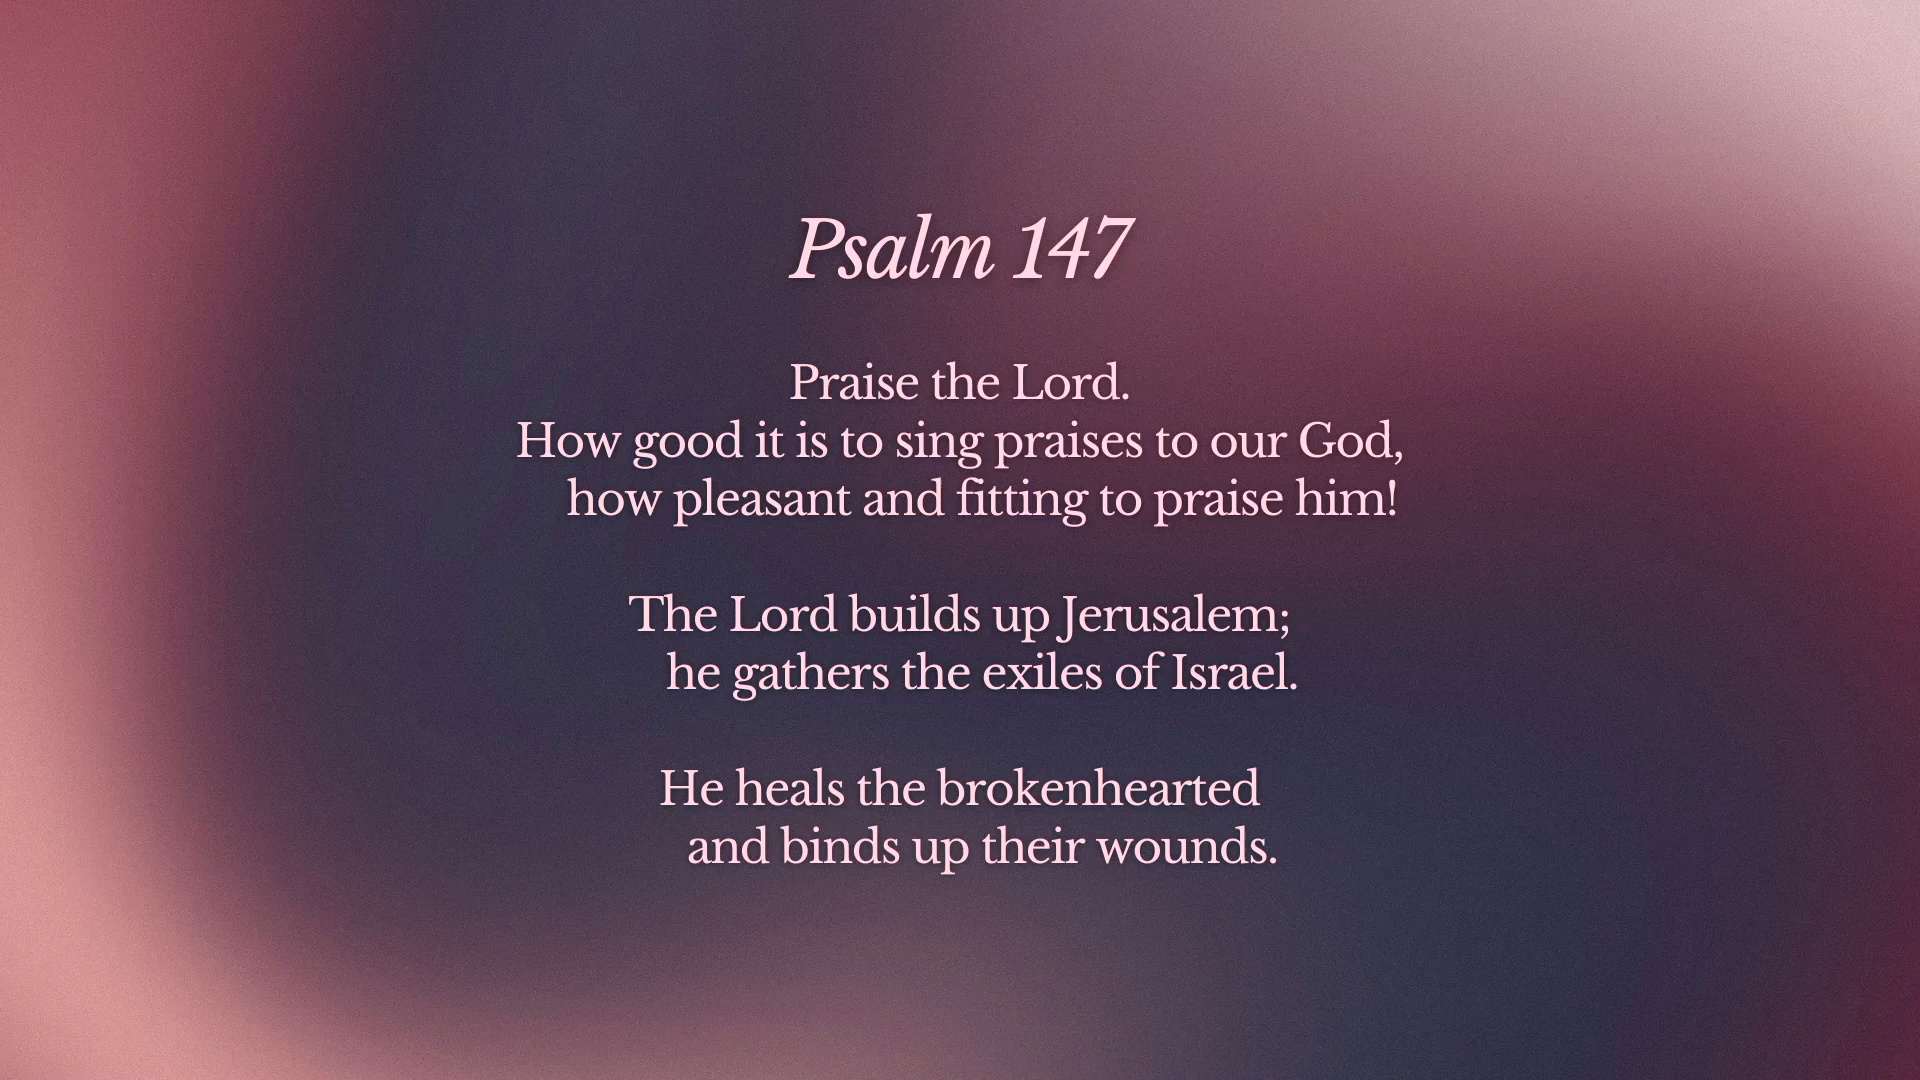 Psalm 147
Praise the Lord.
How good it is to sing praises to our God,
how pleasant and fitting to praise him!
The Lord builds up Jerusalem;
he gathers the exiles of Israel.
He heals the brokenhearted
and binds up their wounds.